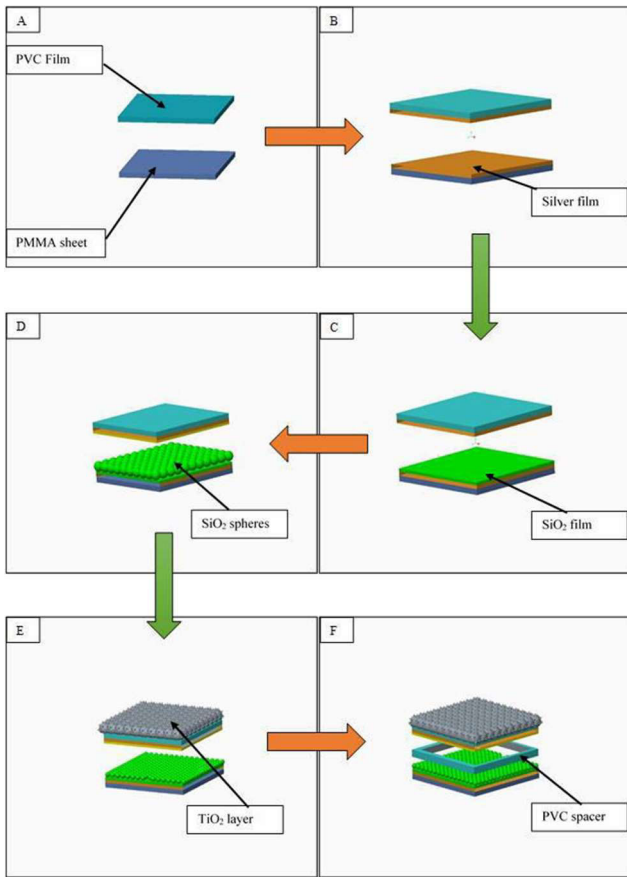 A
PVC Film
PMMA sheet
B
Silver film
D
SiO₂ spheres
C
SiO₂ film
E
TiO₂ layer
F
PVC spacer